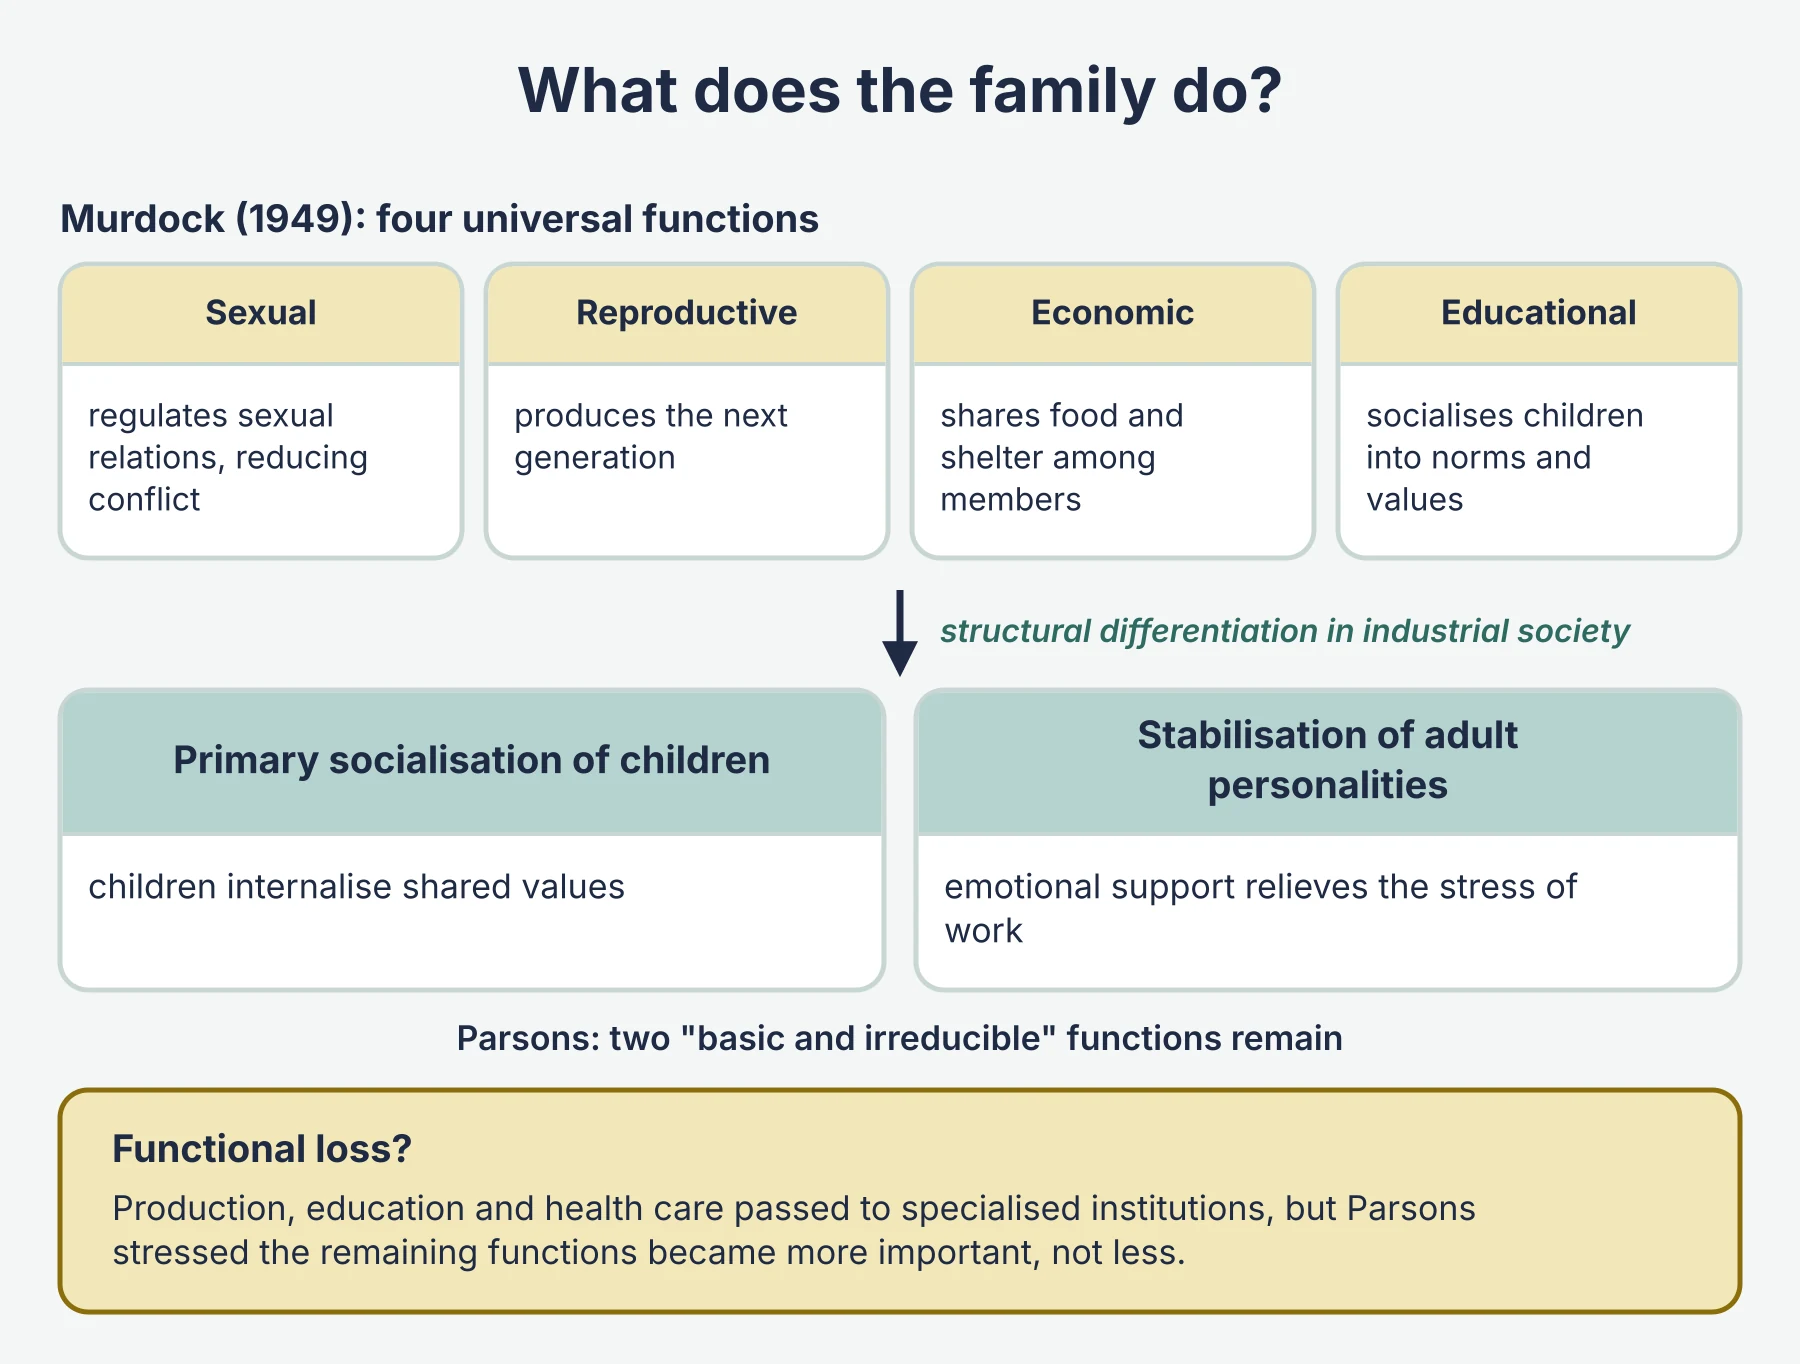 What does the family do?
Murdock (1949): four universal functions
Sexual
regulates sexual
relations, reducing
conflict
Reproductive
produces the next
generation
Economic
shares food and
shelter among
members
Educational
socialises children
into norms and
values
structural differentiation in industrial society
Primary socialisation of children
children internalise shared values
Stabilisation of adult
personalities
emotional support relieves the stress of
work
Parsons: two "basic and irreducible" functions remain
Functional loss?
Production, education and health care passed to specialised institutions, but Parsons
stressed the remaining functions became more important, not less.